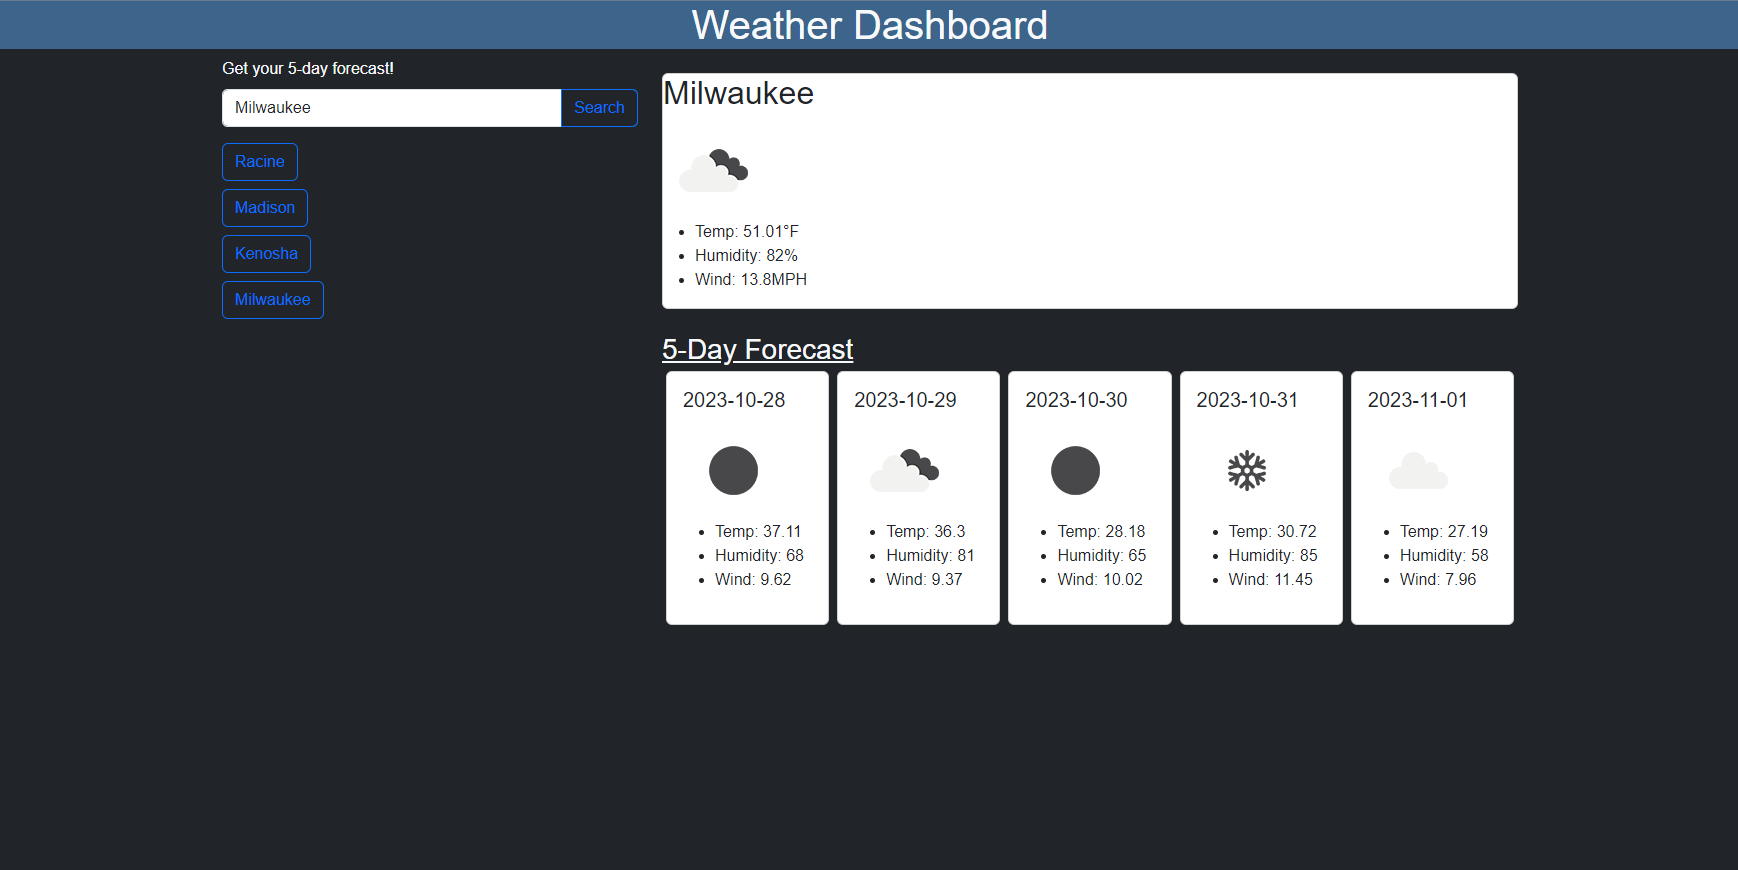 Weather Dashboard
Get your 5-day forecast!
Milwaukee
Search
Racine
Madison
Kenosha
Milwaukee
Milwaukee
Temp: 51.01°F
Humidity: 82%
Wind: 13.8MPH
5-Day Forecast
2023-10-28
Temp: 37.11
Humidity: 68
Wind: 9.62
2023-10-29
Temp: 36.3
Humidity: 81
Wind: 9.37
2023-10-30
Temp: 28.18
Humidity: 65
Wind: 10.02
2023-10-31
Temp: 30.72
Humidity: 85
Wind: 11.45
2023-11-01
Temp: 27.19
Humidity: 58
Wind: 7.96